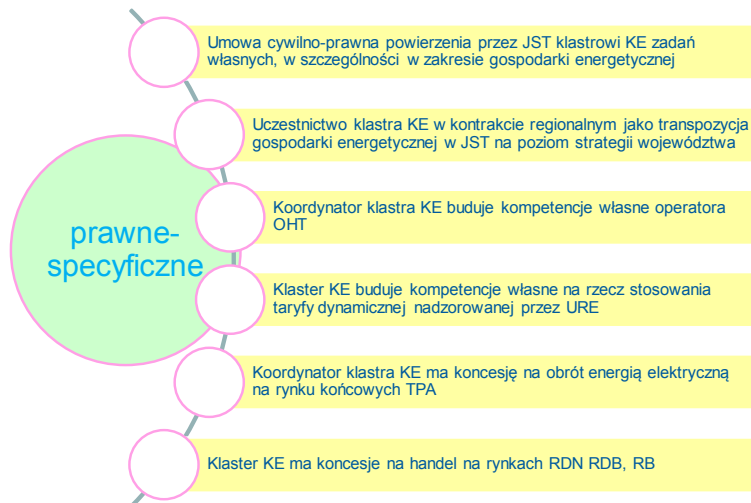 Umowa cywilno-prawna powierzenia przez JST klastrowi KE zadań
własnych, w szczególności w zakresie gospodarki energetycznej
Uczestnictwo klastra KE w kontrakcie regionalnym jako transpozycja
gospodarki energetycznej w JST na poziom strategii województwa
prawne-
specyficzne
Koordynator klastra KE buduje kompetencje własne operatora
OHT
Klaster KE buduje kompetencje własne na rzecz stosowania
taryfy dynamicznej nadzorowanej przez URE
Koordynator klastra KE ma koncesję na obrót energią elektryczną
na rynku końcowych TPA
Klaster KE ma koncesje na handel na rynkach RDN RDB, RB